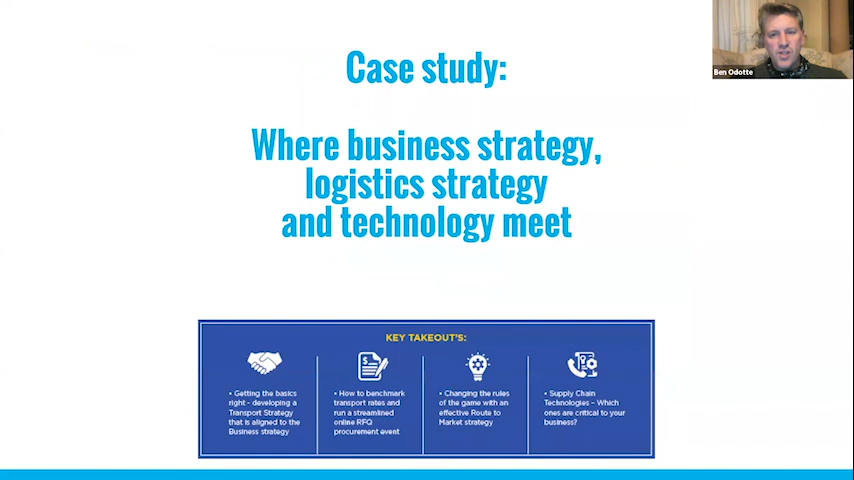 Case study:
Where business strategy,
logistics strategy
and technology meet
Ben Odotte
KEY TAKEOUT'S:
• Getting the basics
right - developing a
Transport Strategy
that is aligned to the
Business strategy
• How to benchmark
transport rates and
run a streamlined
online RFQ
procurement event
• Changing the rules
of the game with an
effective Route to
Market strategy
• Supply Chain
Technologies – Which
ones are critical to your
business?